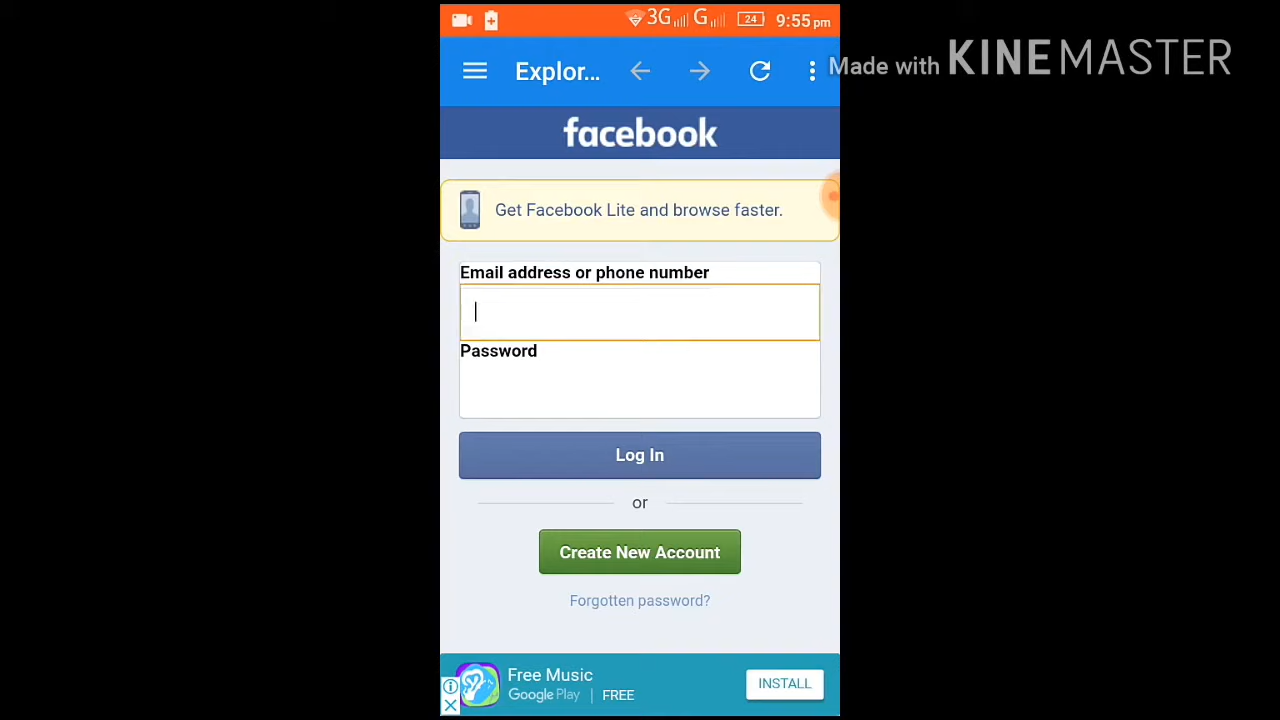 3G G 24 9:55 pm
Explor...
Made with KINEMASTER
facebook
Get Facebook Lite and browse faster.
Email address or phone number
Password
Log In
or
Create New Account
Forgotten password?
Free Music
Google Play | FREE
INSTALL